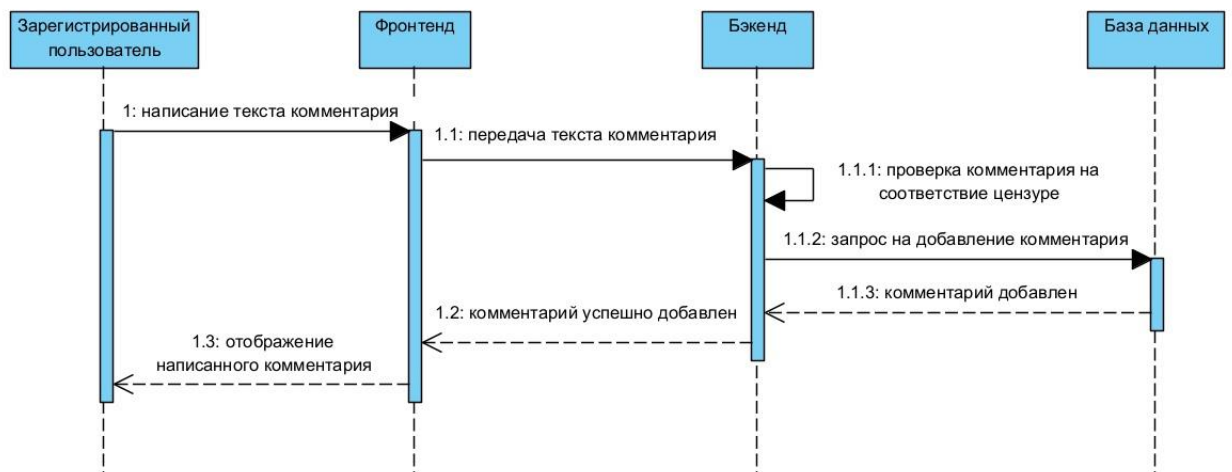 Зарегистрированный
пользователь
Фронтенд
Бэкенд
База данных
1: написание текста комментария
1.1: передача текста комментария
1.1.1: проверка комментария на
соответствие цензуре
1.1.2: запрос на добавление комментария
1.1.3: комментарий добавлен
1.2: комментарий успешно добавлен
1.3: отображение
написанного комментария